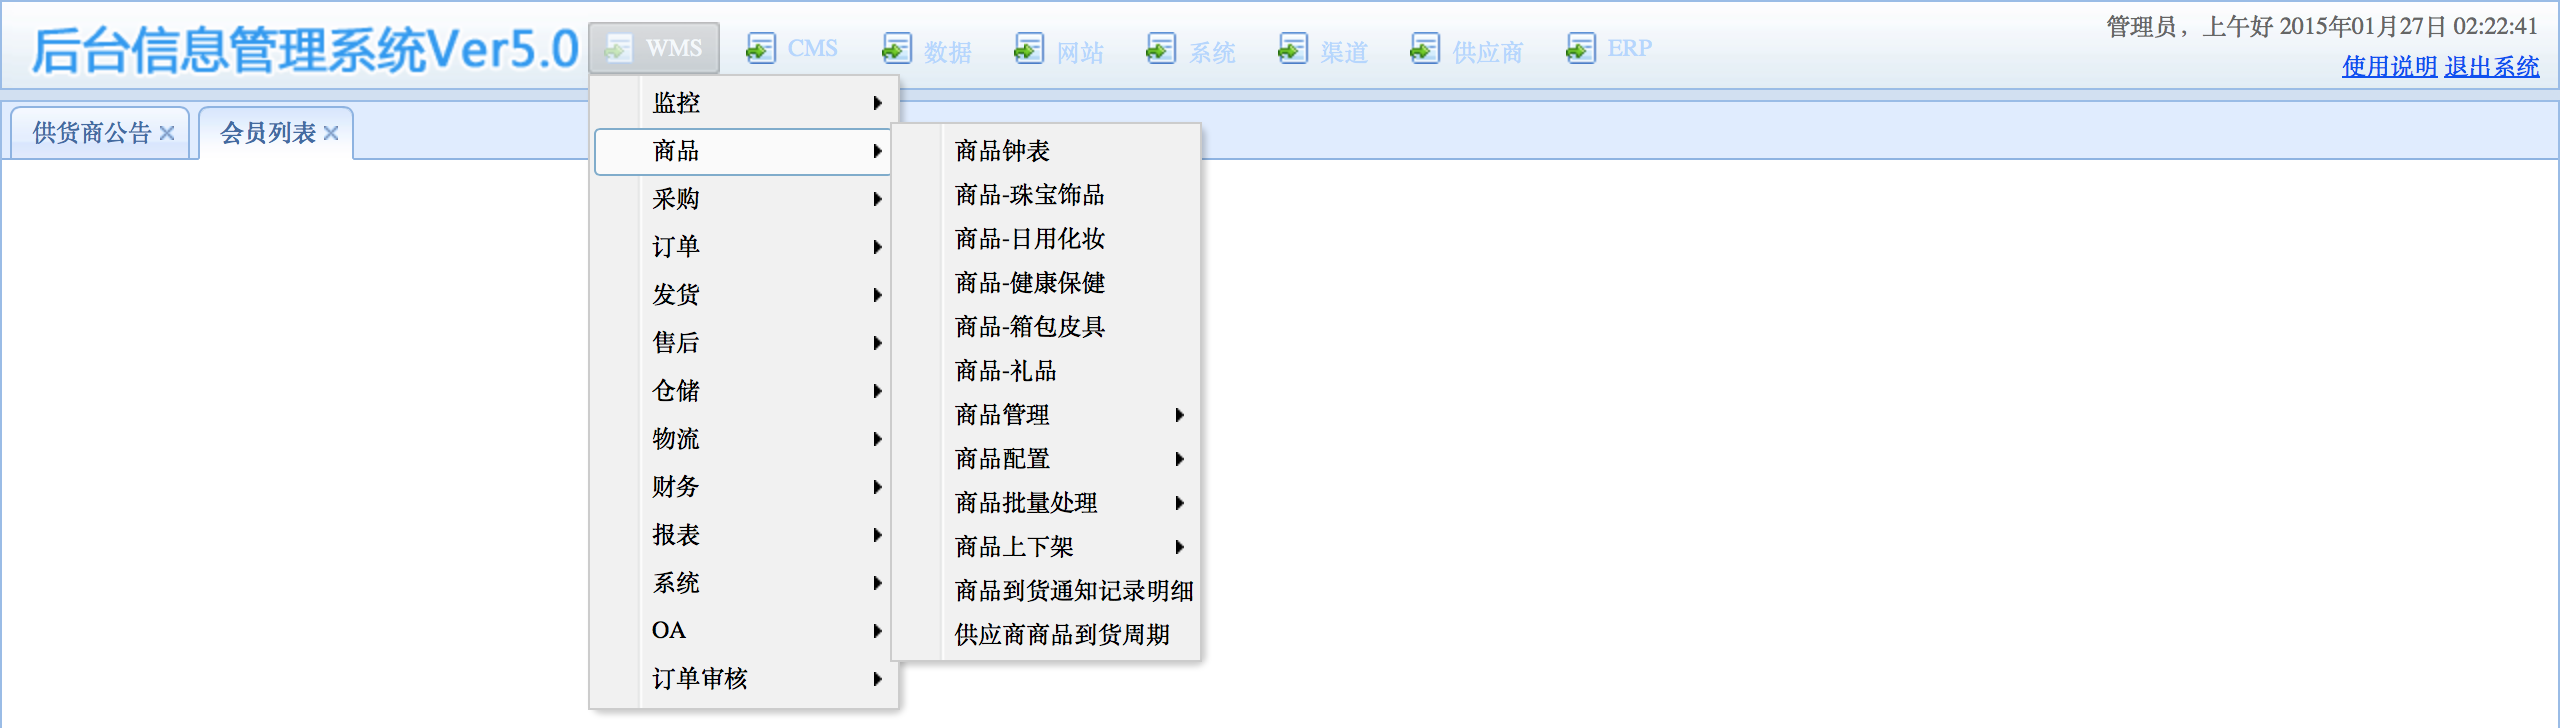 后台信息管理系统Ver5.0
WMS CMS 数据 网站 系统 渠道 供应商 ERP
管理员，上午好 2015年01月27日 02:22:41
使用说明 退出系统
供货商公告 会员列表
监控
商品
采购
订单
发货
售后
仓储
物流
财务
报表
系统
OA
订单审核
商品钟表
商品-珠宝饰品
商品-日用化妆
商品-健康保健
商品-箱包皮具
商品-礼品
商品管理
商品配置
商品批量处理
商品上下架
商品到货通知记录明细
供应商商品到货周期